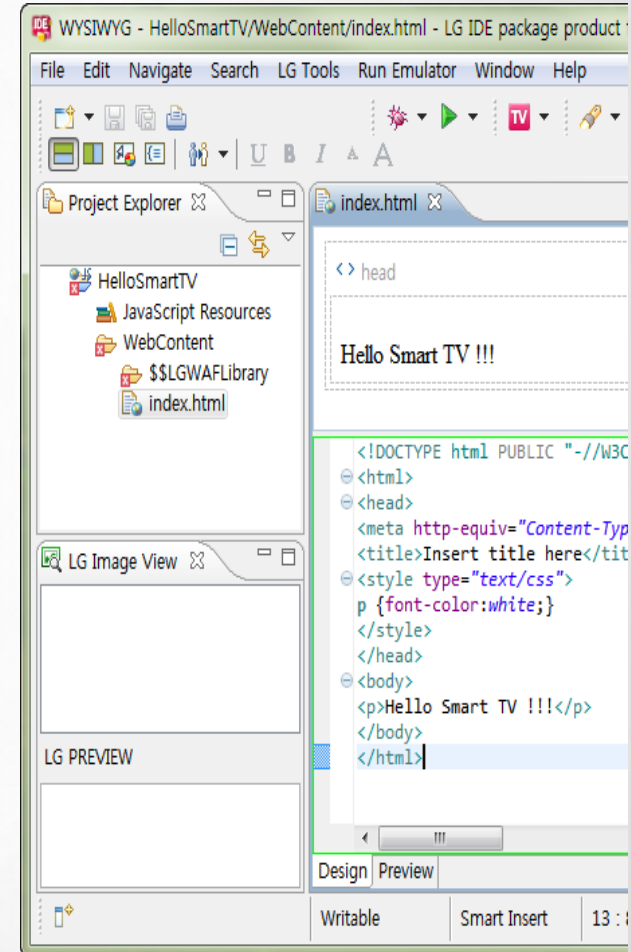 WYSIWYG - HelloSmartTV/WebContent/index.html - LG IDE package product
File Edit Navigate Search LG Tools Run Emulator Window Help
TV
U B I A A
Project Explorer
HelloSmartTV
JavaScript Resources
WebContent
$$LGWAFLibrary
index.html
LG Image View
LG PREVIEW
index.html
<> head
Hello Smart TV !!!
<!DOCTYPE html PUBLIC "-//W3C
<html>
<head>
<meta http-equiv="Content-Typ
<title>Insert title here</tit
<style type="text/css">
p {font-color:white;}
</style>
</head>
<body>
<p>Hello Smart TV !!!</p>
</body>
</html>
Design Preview
Writable Smart Insert 13 :